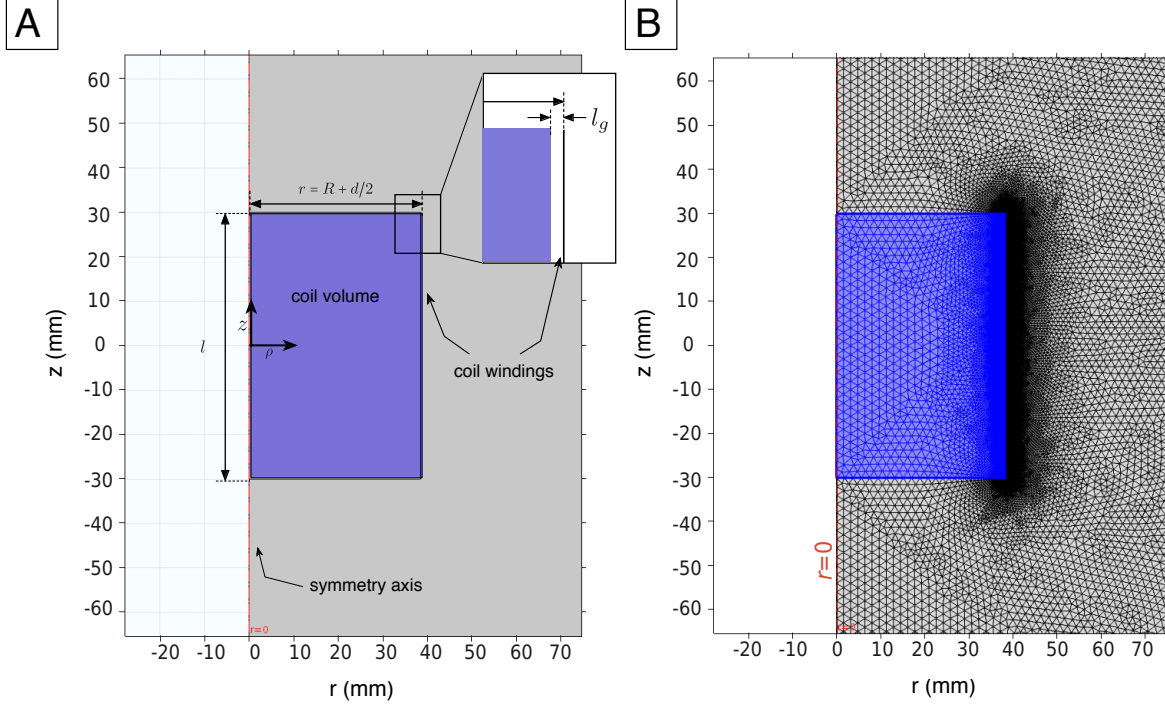 A
60
50
40
30
20
10
0
-10
-20
-30
-40
-50
-60
z (mm)
r = R + d/2
l_g
coil volume
z
ρ
l
coil windings
symmetry axis
r=0
-20 -10 0 10 20 30 40 50 60 70
r (mm)
B
60
50
40
30
20
10
0
-10
-20
-30
-40
-50
-60
z (mm)
r=0
-20 -10 0 10 20 30 40 50 60 70
r (mm)